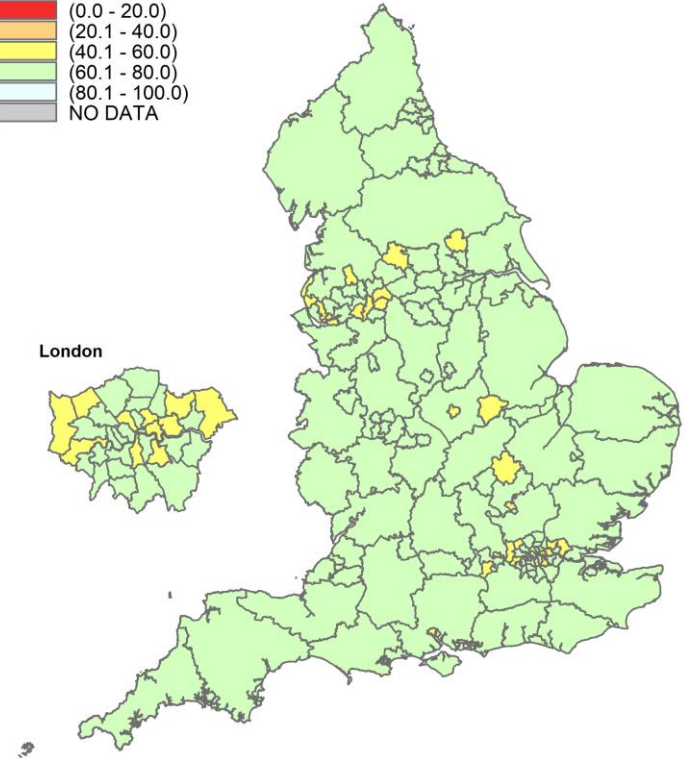 (0.0 - 20.0)
(20.1 - 40.0)
(40.1 - 60.0)
(60.1 - 80.0)
(80.1 - 100.0)
NO DATA
London